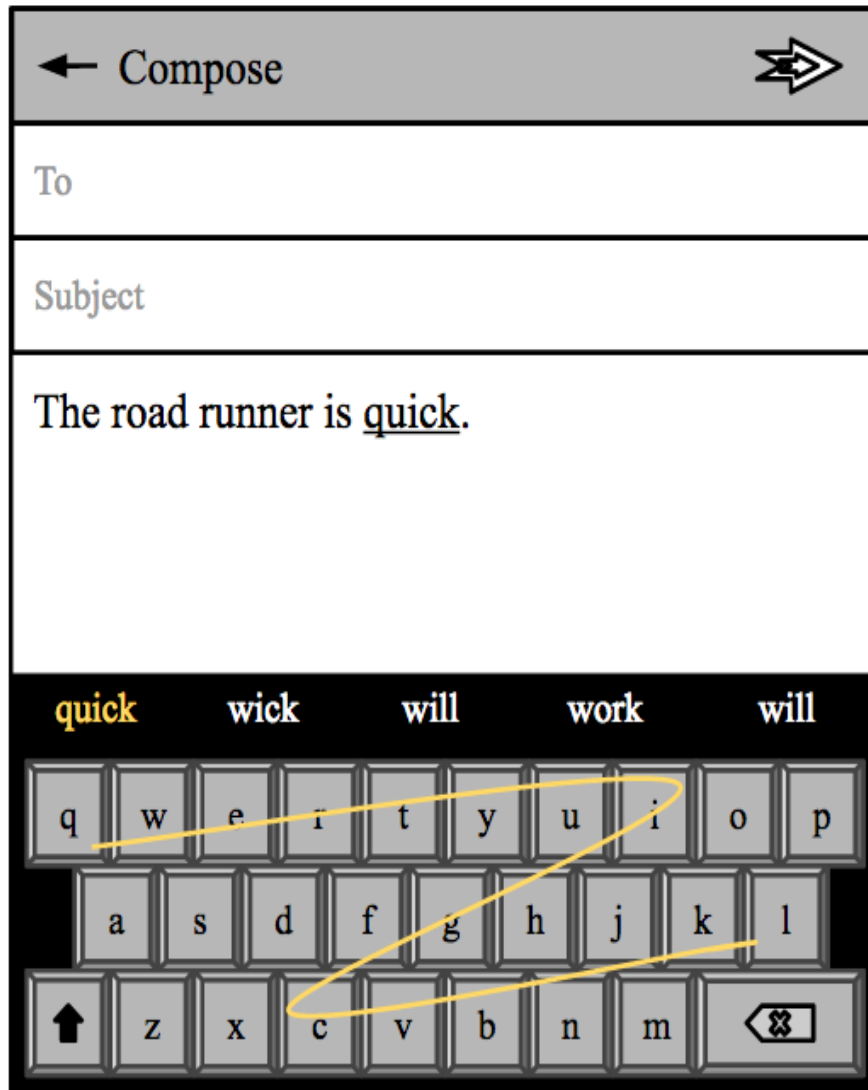 Compose
To
Subject
The road runner is quick.
quick wick will work will
q w e r t y u i o p
a s d f g h j k l
z x c v b n m